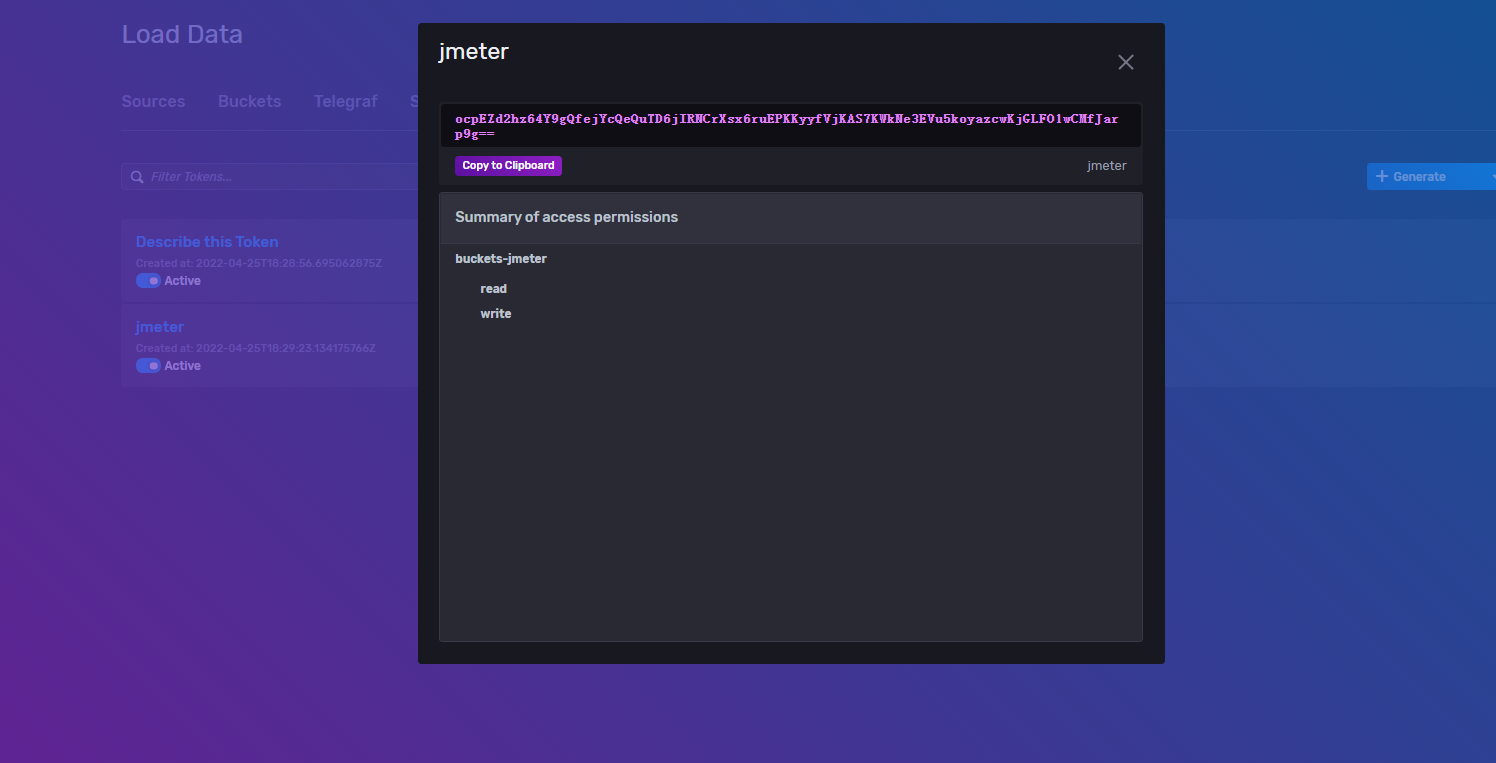 Load Data
jmeter
Sources Buckets Telegraf S
ocpEZd2hz64Y9gQfejYcQeQuTD6jIRNCrXsx6ruEPKKyyfVjKAS7KWkNe3EVu5koyazcwKjGLFO1wCMfJar
p9g==
Copy to Clipboard jmeter
Filter Tokens...
Generate
Summary of access permissions
Describe this Token
Created at: 2022-04-25T18:28:56.695062875Z
Active
buckets-jmeter
read
write
jmeter
Created at: 2022-04-25T18:29:23.134175766Z
Active